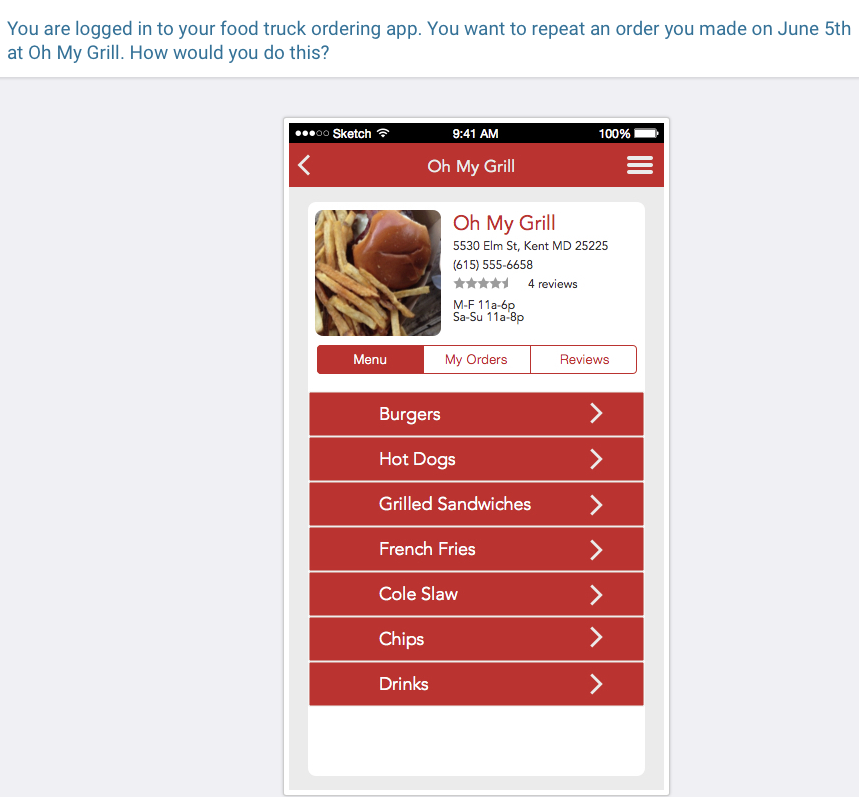 You are logged in to your food truck ordering app. You want to repeat an order you made on June 5th
at Oh My Grill. How would you do this?
Sketch 9:41 AM 100%
Oh My Grill
Oh My Grill
5530 Elm St, Kent MD 25225
(615) 555-6658
4 reviews
M-F 11a-6p
Sa-Su 11a-8p
Menu My Orders Reviews
Burgers
Hot Dogs
Grilled Sandwiches
French Fries
Cole Slaw
Chips
Drinks